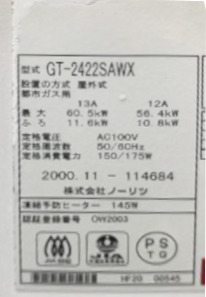 型式 GT-2422SAWX
設置の方式 屋外式
都市ガス用
13A 12A
最大 60.5kW 56.4kW
ふろ 11.6kW 10.8kW
定格電圧 AC100V
定格周波数 50/60Hz
定格消費電力 150/175W
2000.11 - 114684
株式会社ノーリツ
凍結予防ヒーター 145W
認証登録番号 OW2003
PS
TG
HF20 00545